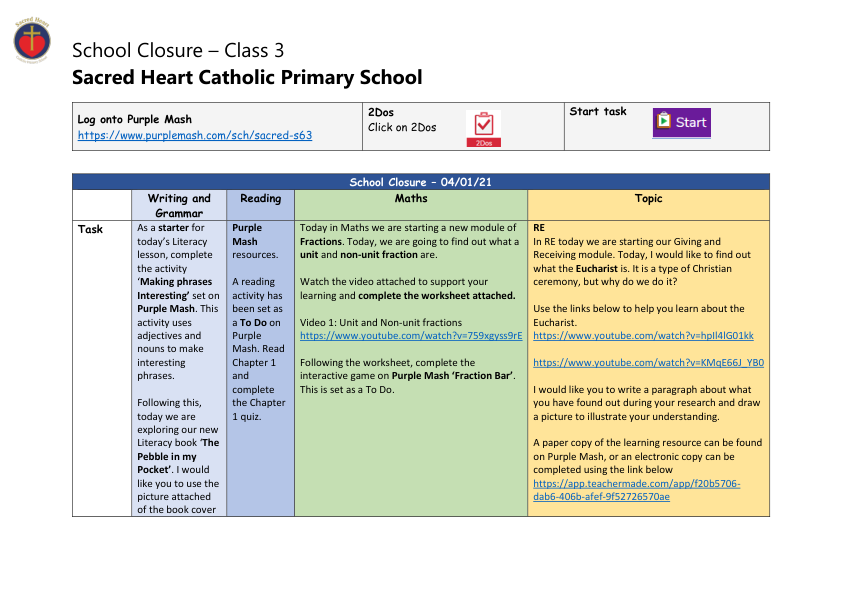 Sacred Heart
School Closure – Class 3
Sacred Heart Catholic Primary School
Log onto Purple Mash
https://www.purplemash.com/sch/sacred-s63
2Dos
Click on 2Dos
2Dos
Start task
Start
School Closure – 04/01/21
Writing and
Grammar
Reading
Maths
Topic
Task
As a starter for
today's Literacy
lesson, complete
the activity
'Making phrases
Interesting' set on
Purple Mash. This
activity uses
adjectives and
nouns to make
interesting
phrases.
Following this,
today we are
exploring our new
Literacy book 'The
Pebble in my
Pocket'. I would
like you to use the
picture attached
of the book cover
Purple
Mash
resources.
A reading
activity has
been set as
a To Do on
Purple
Mash. Read
Chapter 1
and
complete
the Chapter
1 quiz.
Today in Maths we are starting a new module of
Fractions. Today, we are going to find out what a
unit and non-unit fraction are.
Watch the video attached to support your
learning and complete the worksheet attached.
Video 1: Unit and Non-unit fractions
https://www.youtube.com/watch?v=759xgyss9rE
Following the worksheet, complete the
interactive game on Purple Mash 'Fraction Bar'.
This is set as a To Do.
RE
In RE today we are starting our Giving and
Receiving module. Today, I would like to find out
what the Eucharist is. It is a type of Christian
ceremony, but why do we do it?
Use the links below to help you learn about the
Eucharist.
https://www.youtube.com/watch?v=hpIl4lG01kk
https://www.youtube.com/watch?v=KMqE66J_YB0
I would like you to write a paragraph about what
you have found out during your research and draw
a picture to illustrate your understanding.
A paper copy of the learning resource can be found
on Purple Mash, or an electronic copy can be
completed using the link below
https://app.teachermade.com/app/f20b5706-
dab6-406b-afef-9f52726570ae